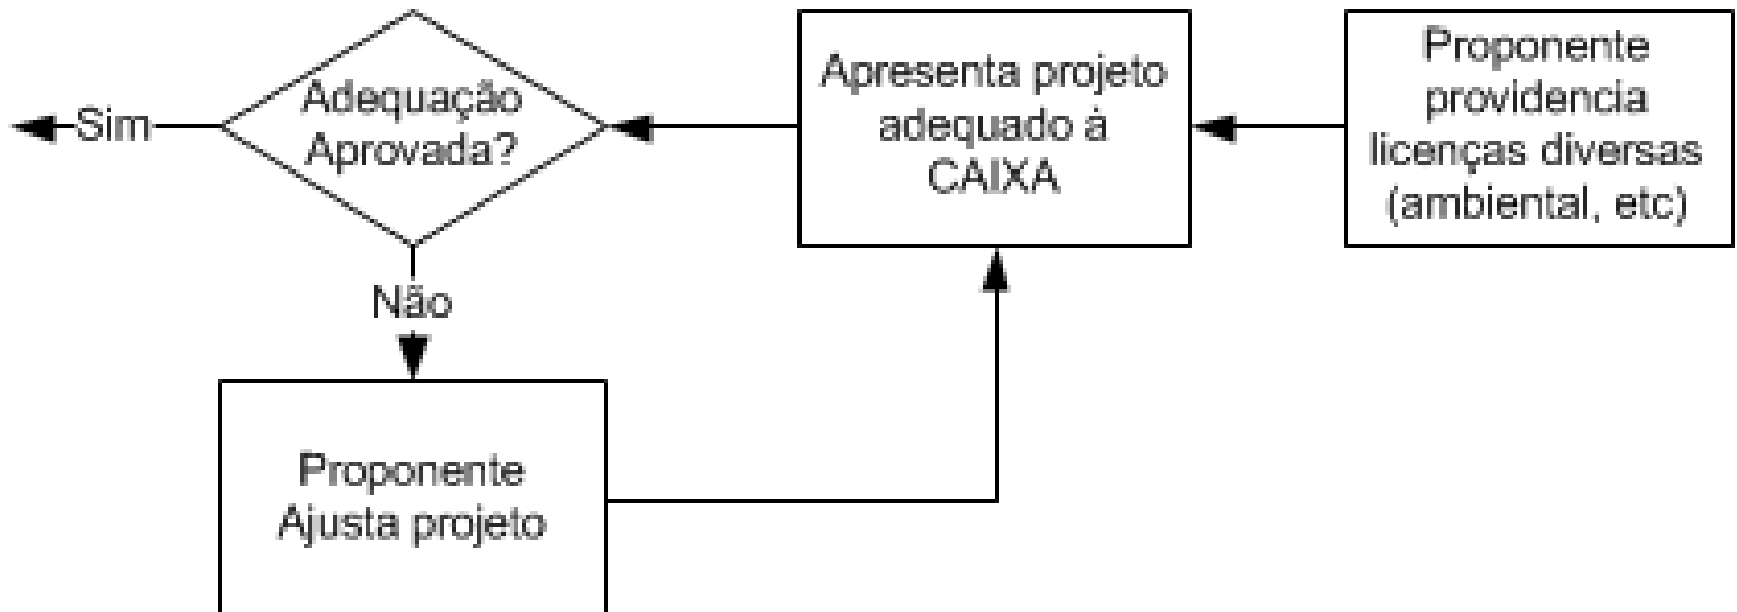 Adequação
Aprovada?
Sim
Não
Apresenta projeto
adequado à
CAIXA
Proponente
providencia
licenças diversas
(ambiental, etc)
Proponente
Ajusta projeto